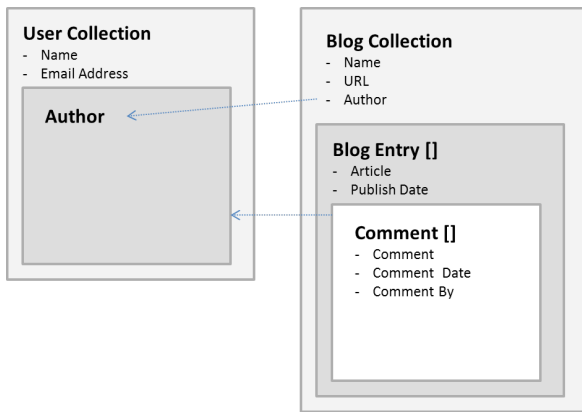 User Collection
- Name
- Email Address
Author
Blog Collection
- Name
- URL
- Author
Blog Entry []
- Article
- Publish Date
Comment []
- Comment
- Comment Date
- Comment By